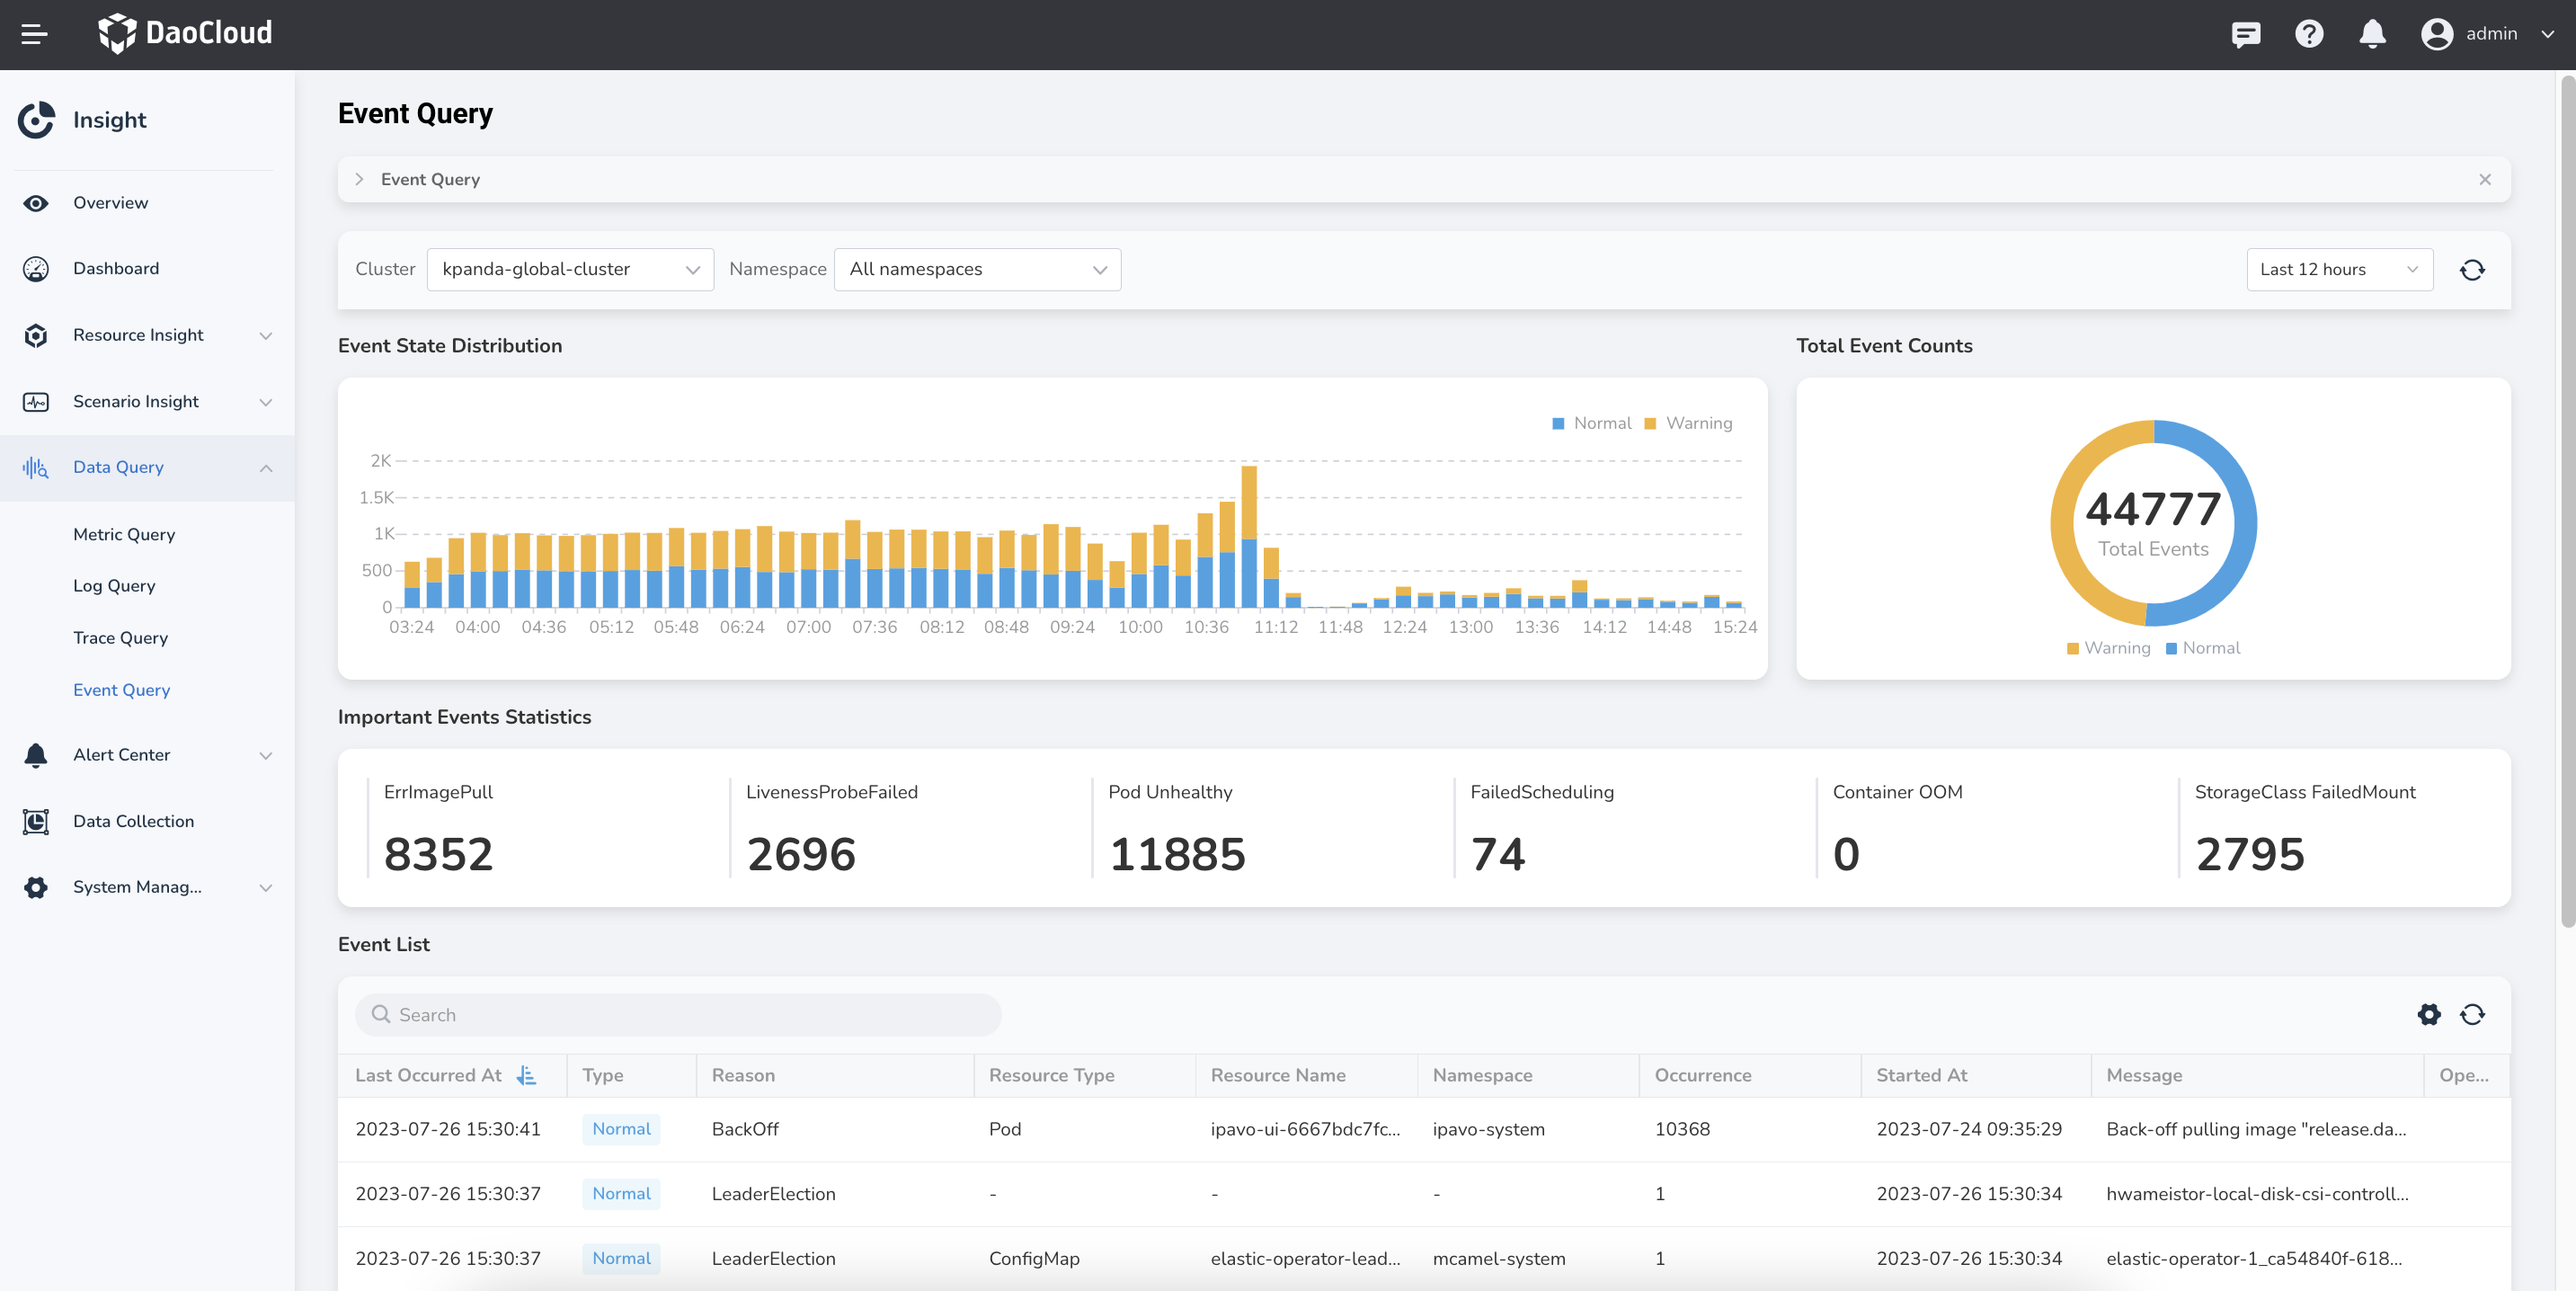 DaoCloud
admin
Insight
Overview
Dashboard
Resource Insight
Scenario Insight
Data Query
Metric Query
Log Query
Trace Query
Event Query
Alert Center
Data Collection
System Manag...
Event Query
Event Query
Cluster kpanda-global-cluster Namespace All namespaces Last 12 hours
Event State Distribution
Normal Warning
2K
1.5K
1K
500
0
03:24 04:00 04:36 05:12 05:48 06:24 07:00 07:36 08:12 08:48 09:24 10:00 10:36 11:12 11:48 12:24 13:00 13:36 14:12 14:48 15:24
Total Event Counts
44777
Total Events
Warning Normal
Important Events Statistics
ErrImagePull LivenessProbeFailed Pod Unhealthy FailedScheduling Container OOM StorageClass FailedMount
8352 2696 11885 74 0 2795
Event List
Search
Last Occurred At Type Reason Resource Type Resource Name Namespace Occurrence Started At Message Ope...
2023-07-26 15:30:41 Normal BackOff Pod ipavo-ui-6667bdc7fc... ipavo-system 10368 2023-07-24 09:35:29 Back-off pulling image "release.da...
2023-07-26 15:30:37 Normal LeaderElection - - - 1 2023-07-26 15:30:34 hwameistor-local-disk-csi-controll...
2023-07-26 15:30:37 Normal LeaderElection ConfigMap elastic-operator-lead... mcamel-system 1 2023-07-26 15:30:34 elastic-operator-1_ca54840f-618...